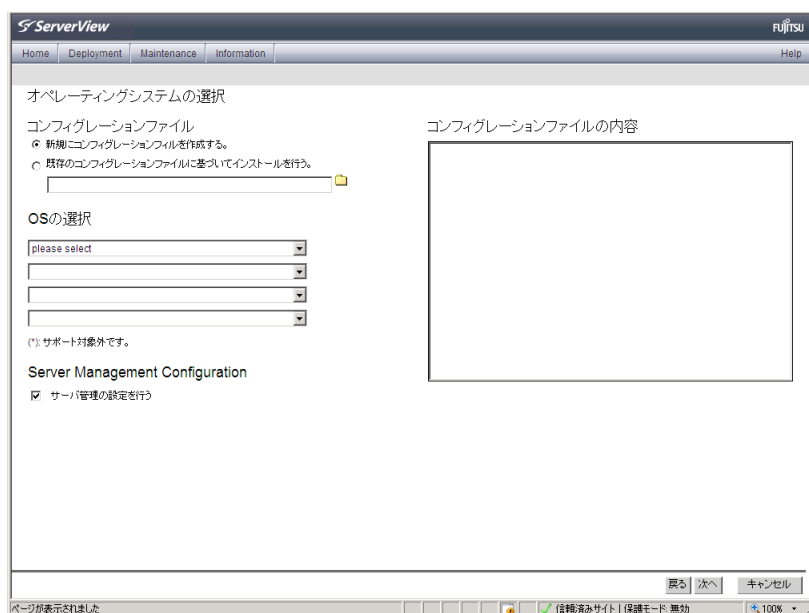 ServerView
FUJITSU
Home Deployment Maintenance Information Help
オペレーティングシステムの選択
コンフィグレーションファイル
新規にコンフィグレーションフィルを作成する。
既存のコンフィグレーションファイルに基づいてインストールを行う。
OSの選択
please select
(*): サポート対象外です。
Server Management Configuration
サーバ管理の設定を行う
コンフィグレーションファイルの内容
戻る 次へ キャンセル
ページが表示されました 信頼済みサイト | 保護モード: 無効 100%